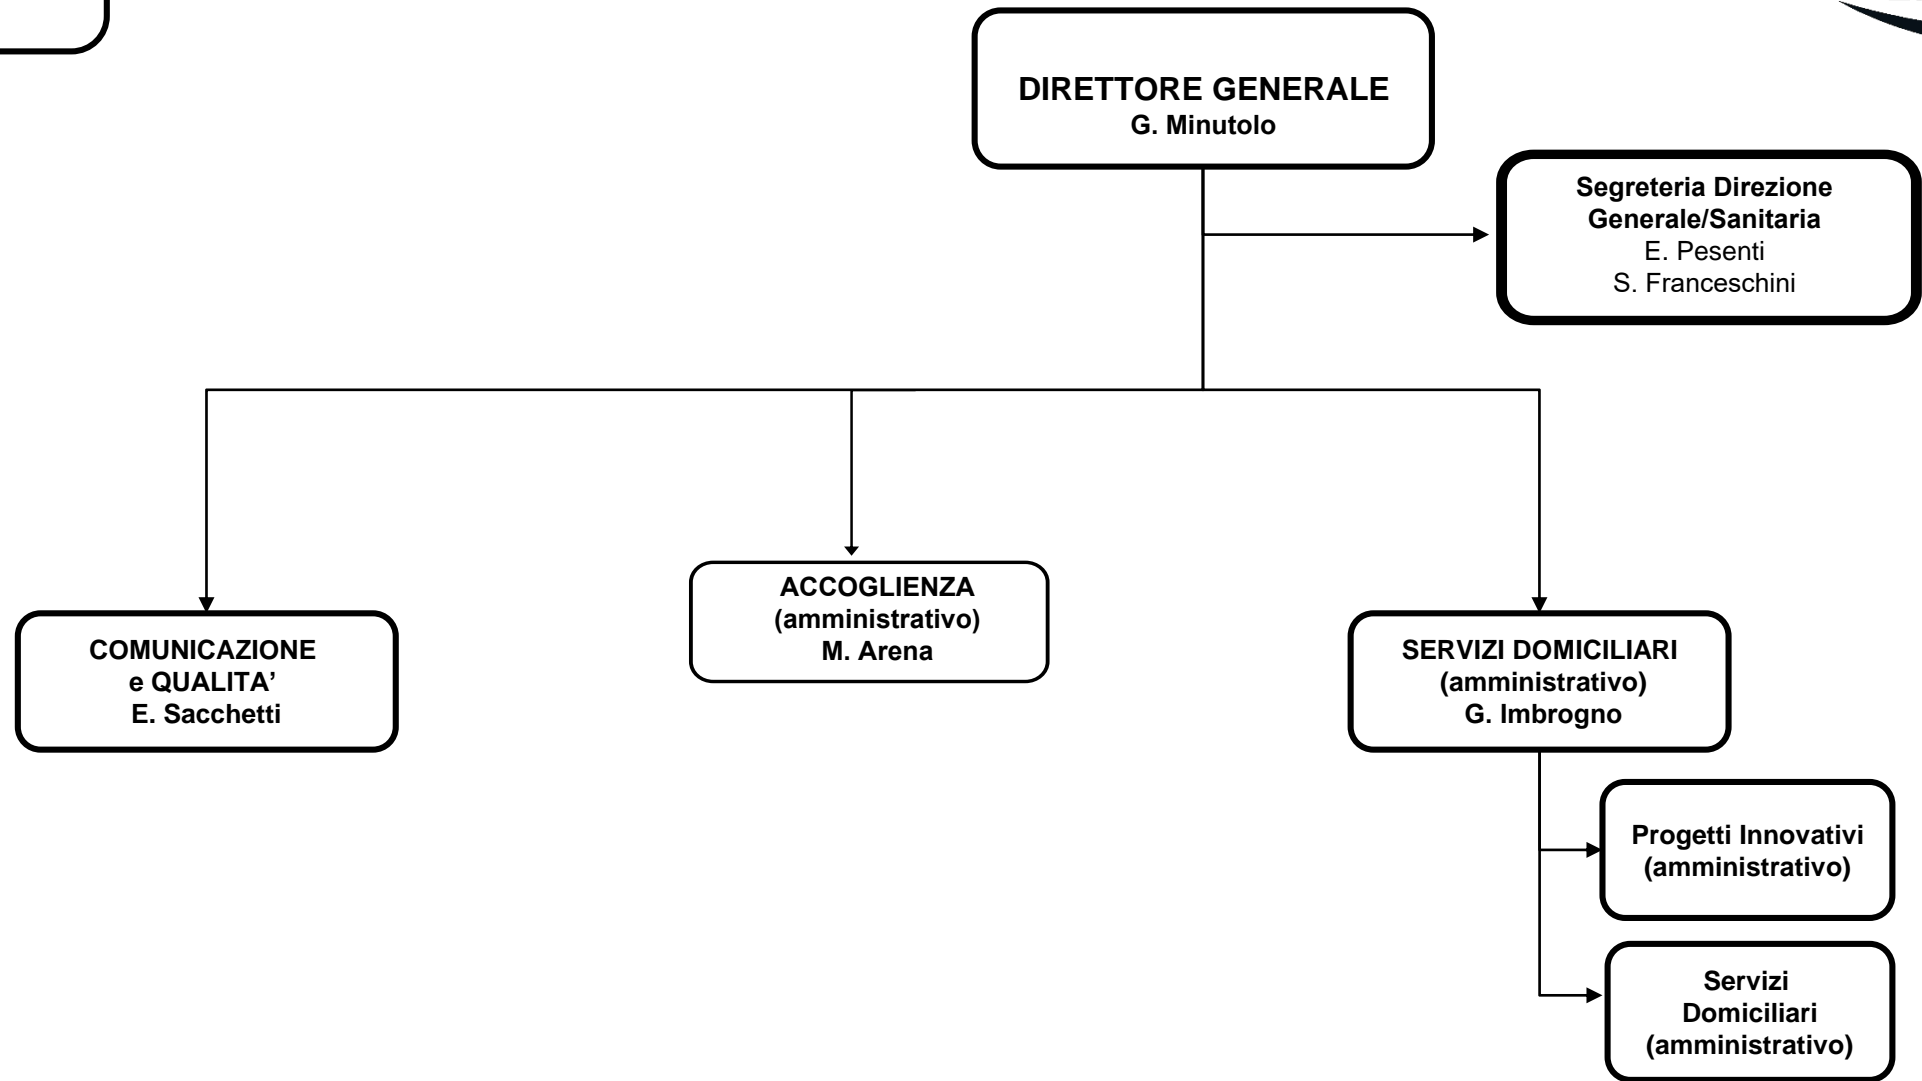 DIRETTORE GENERALE
G. Minutolo
Segreteria Direzione
Generale/Sanitaria
E. Pesenti
S. Franceschini
COMUNICAZIONE
e QUALITA’
E. Sacchetti
ACCOGLIENZA
(amministrativo)
M. Arena
SERVIZI DOMICILIARI
(amministrativo)
G. Imbrogno
Progetti Innovativi
(amministrativo)
Servizi
Domiciliari
(amministrativo)